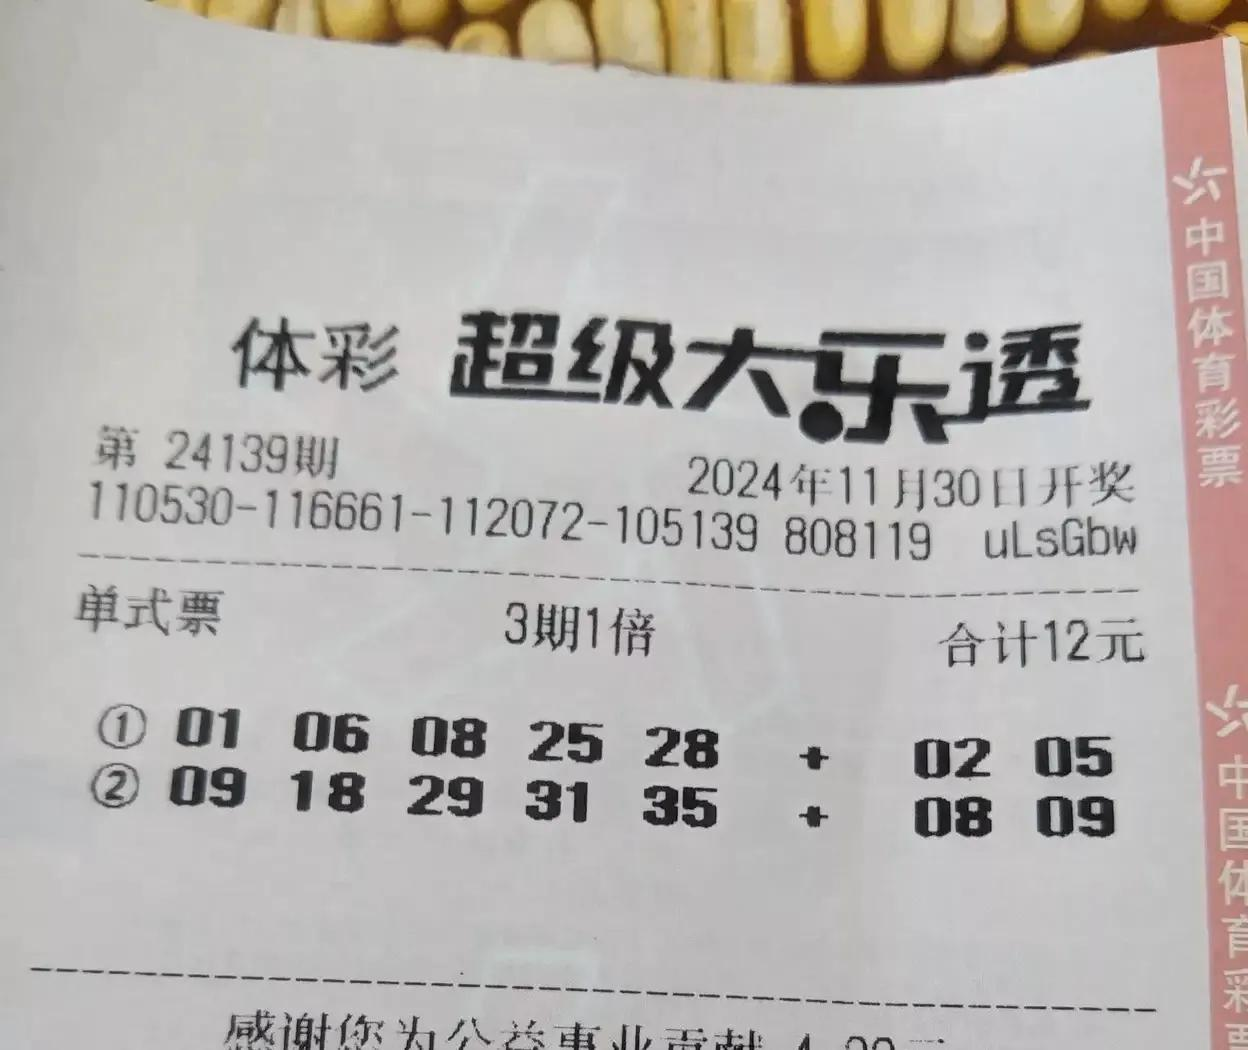 体彩 超级大乐透
第 24139期 2024年11月30日开奖
110530-116661-112072-105139 808119 uLsGbw
单式票 3期1倍 合计12元
① 01 06 08 25 28 + 02 05
② 09 18 29 31 35 + 08 09
感谢您为公益事业贡献
中国体育彩票
中国体育彩票